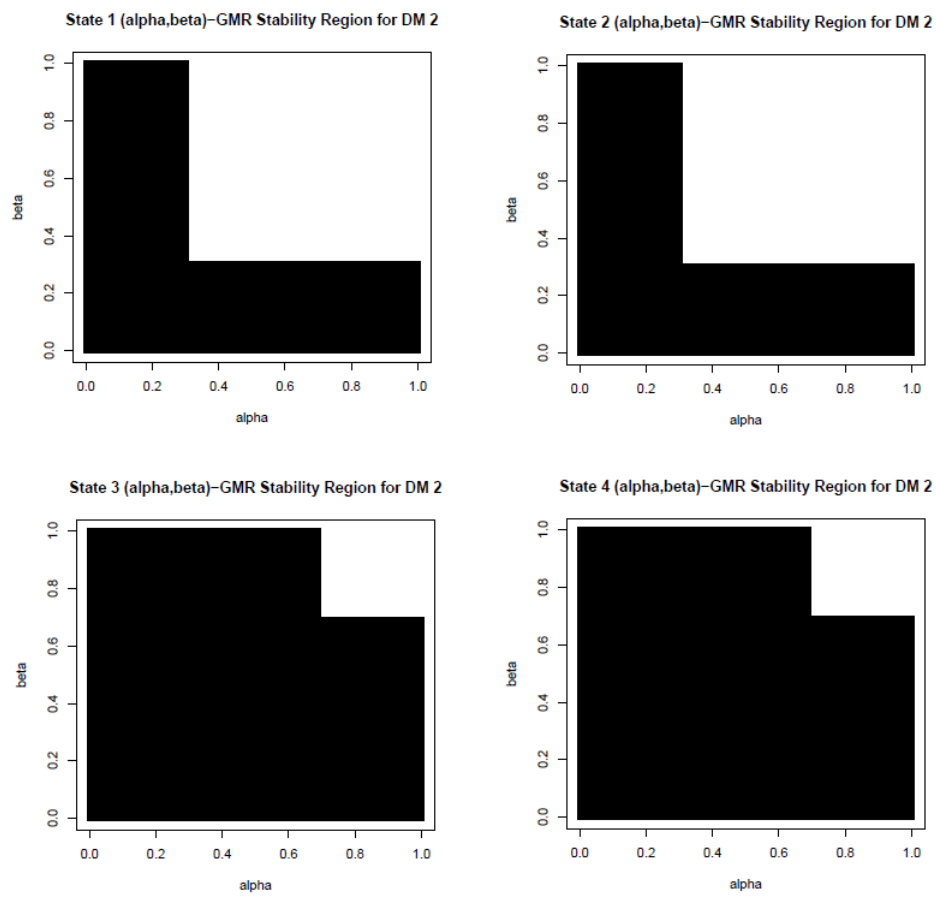 State 1 (alpha,beta)−GMR Stability Region for DM 2
beta
0.0 0.2 0.4 0.6 0.8 1.0
0.0 0.2 0.4 0.6 0.8 1.0
alpha
State 2 (alpha,beta)−GMR Stability Region for DM 2
beta
0.0 0.2 0.4 0.6 0.8 1.0
0.0 0.2 0.4 0.6 0.8 1.0
alpha
State 3 (alpha,beta)−GMR Stability Region for DM 2
beta
0.0 0.2 0.4 0.6 0.8 1.0
0.0 0.2 0.4 0.6 0.8 1.0
alpha
State 4 (alpha,beta)−GMR Stability Region for DM 2
beta
0.0 0.2 0.4 0.6 0.8 1.0
0.0 0.2 0.4 0.6 0.8 1.0
alpha